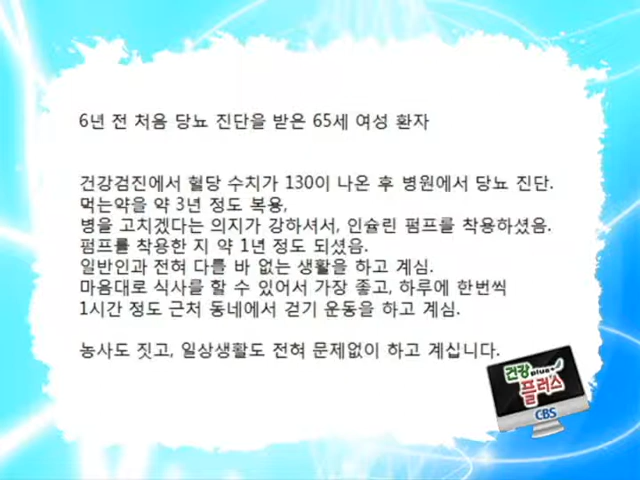 6년 전 처음 당뇨 진단을 받은 65세 여성 환자
건강검진에서 혈당 수치가 130이 나온 후 병원에서 당뇨 진단.
먹는약을 약 3년 정도 복용,
병을 고치겠다는 의지가 강하셔서, 인슐린 펌프를 착용하셨음.
펌프를 착용한 지 약 1년 정도 되셨음.
일반인과 전혀 다를 바 없는 생활을 하고 계심.
마음대로 식사를 할 수 있어서 가장 좋고, 하루에 한번씩
1시간 정도 근처 동네에서 걷기 운동을 하고 계심.
농사도 짓고, 일상생활도 전혀 문제없이 하고 계십니다.
건강 plus+
플러스
CBS